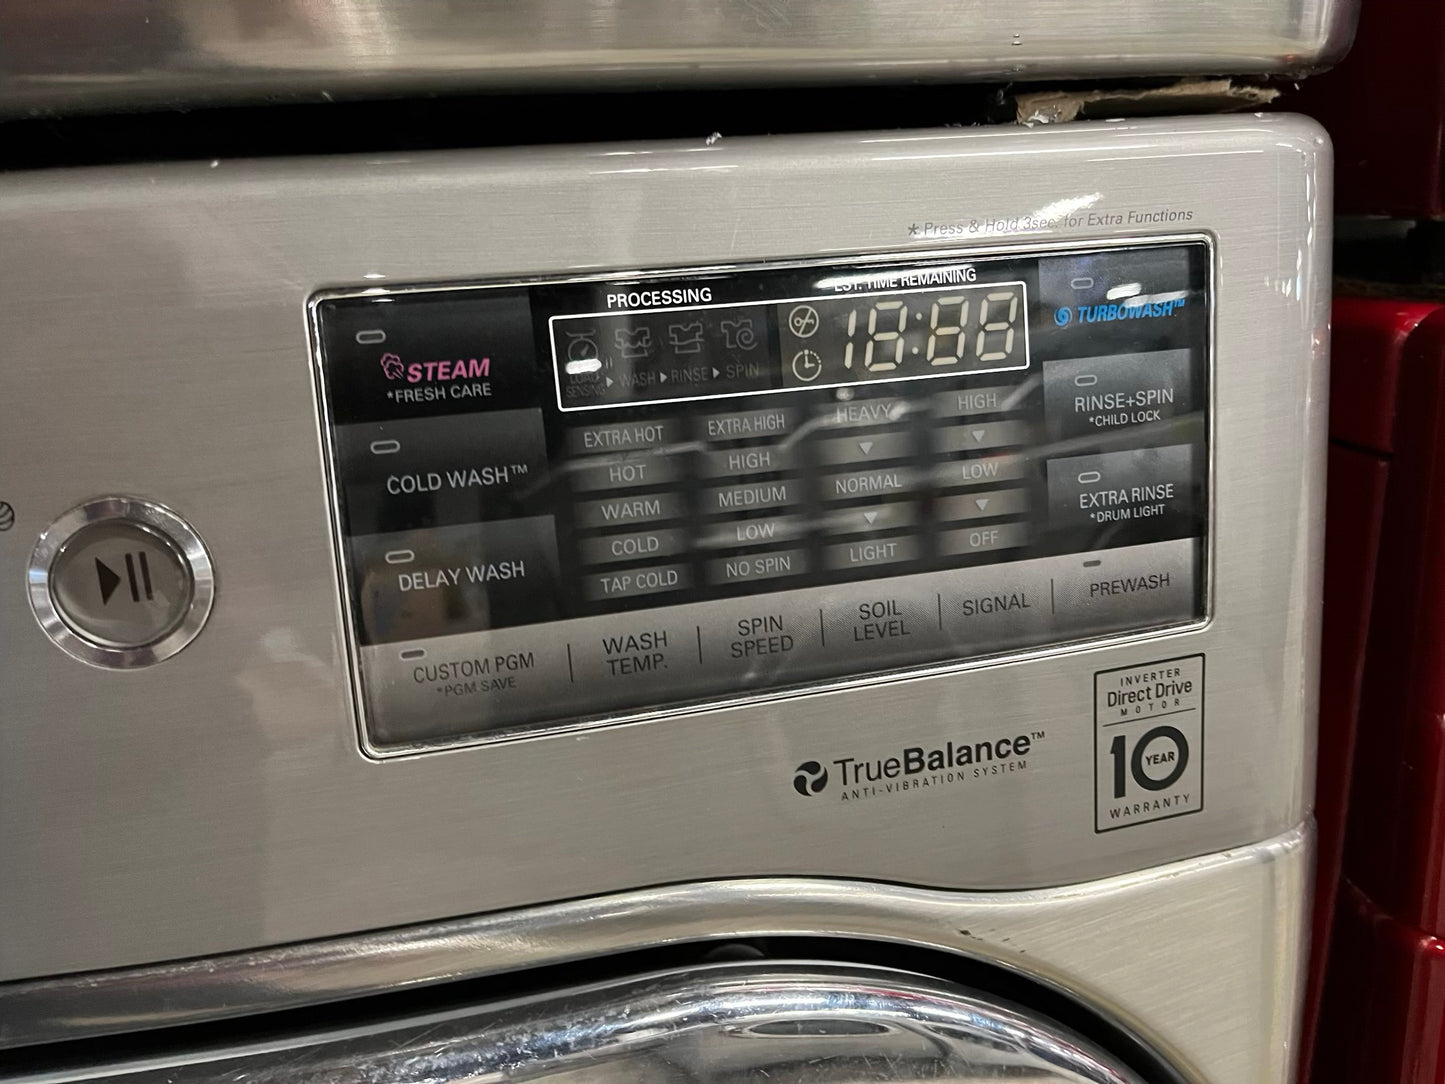 * Press & Hold 3sec. for Extra Functions
PROCESSING
EST. TIME REMAINING
18:88
LOAD SENSING ▶ WASH ▶ RINSE ▶ SPIN
STEAM
*FRESH CARE
COLD WASH™
DELAY WASH
CUSTOM PGM
*PGM SAVE
EXTRA HOT
HOT
WARM
COLD
TAP COLD
WASH
TEMP.
EXTRA HIGH
HIGH
MEDIUM
LOW
NO SPIN
SPIN
SPEED
HEAVY
NORMAL
LIGHT
SOIL
LEVEL
HIGH
LOW
OFF
SIGNAL
TURBOWASH™
RINSE+SPIN
*CHILD LOCK
EXTRA RINSE
*DRUM LIGHT
PREWASH
TrueBalance™
ANTI-VIBRATION SYSTEM
INVERTER
Direct Drive
MOTOR
10 YEAR
WARRANTY